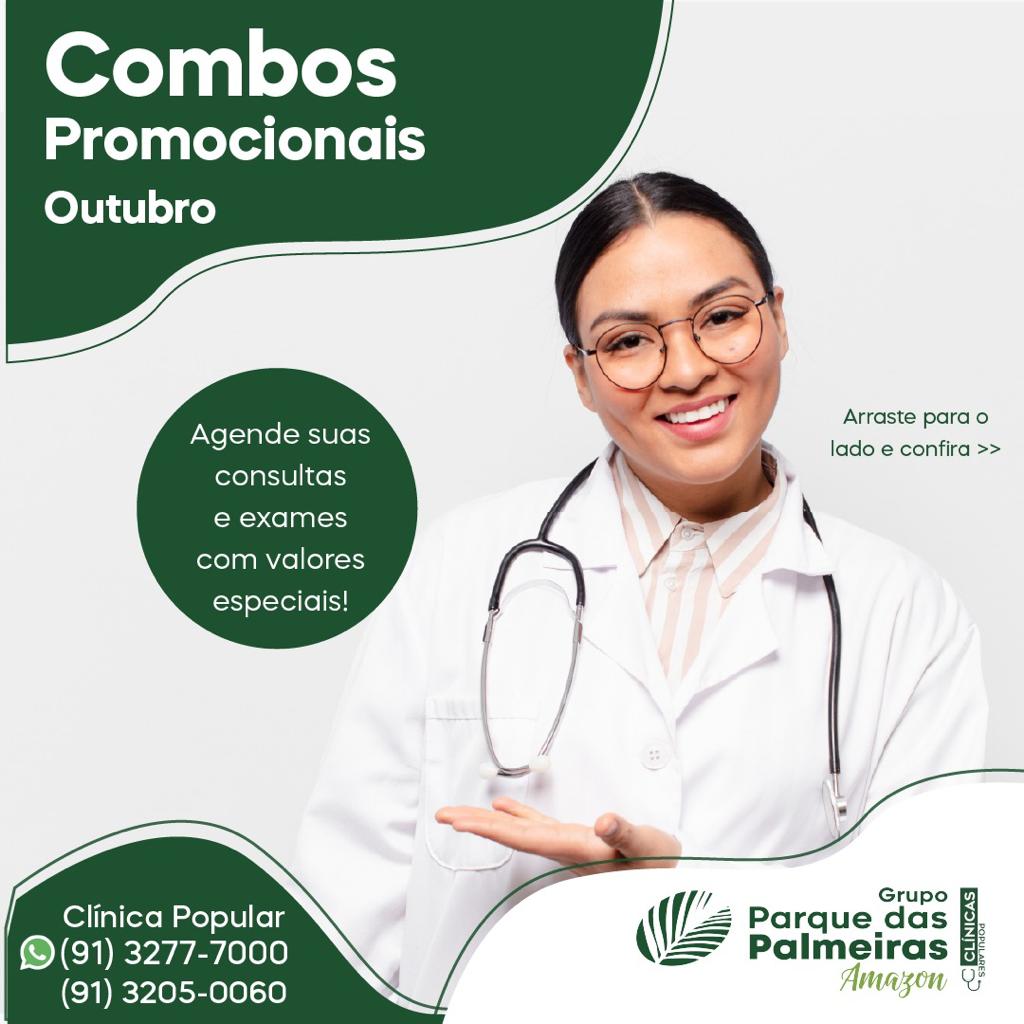 Combos
Promocionais
Outubro
Agende suas
consultas
e exames
com valores
especiais!
Arraste para o
lado e confira >>
Clínica Popular
(91) 3277-7000
(91) 3205-0060
Grupo
Parque das
Palmeiras
Amazon
CLÍNICAS
POPULARES